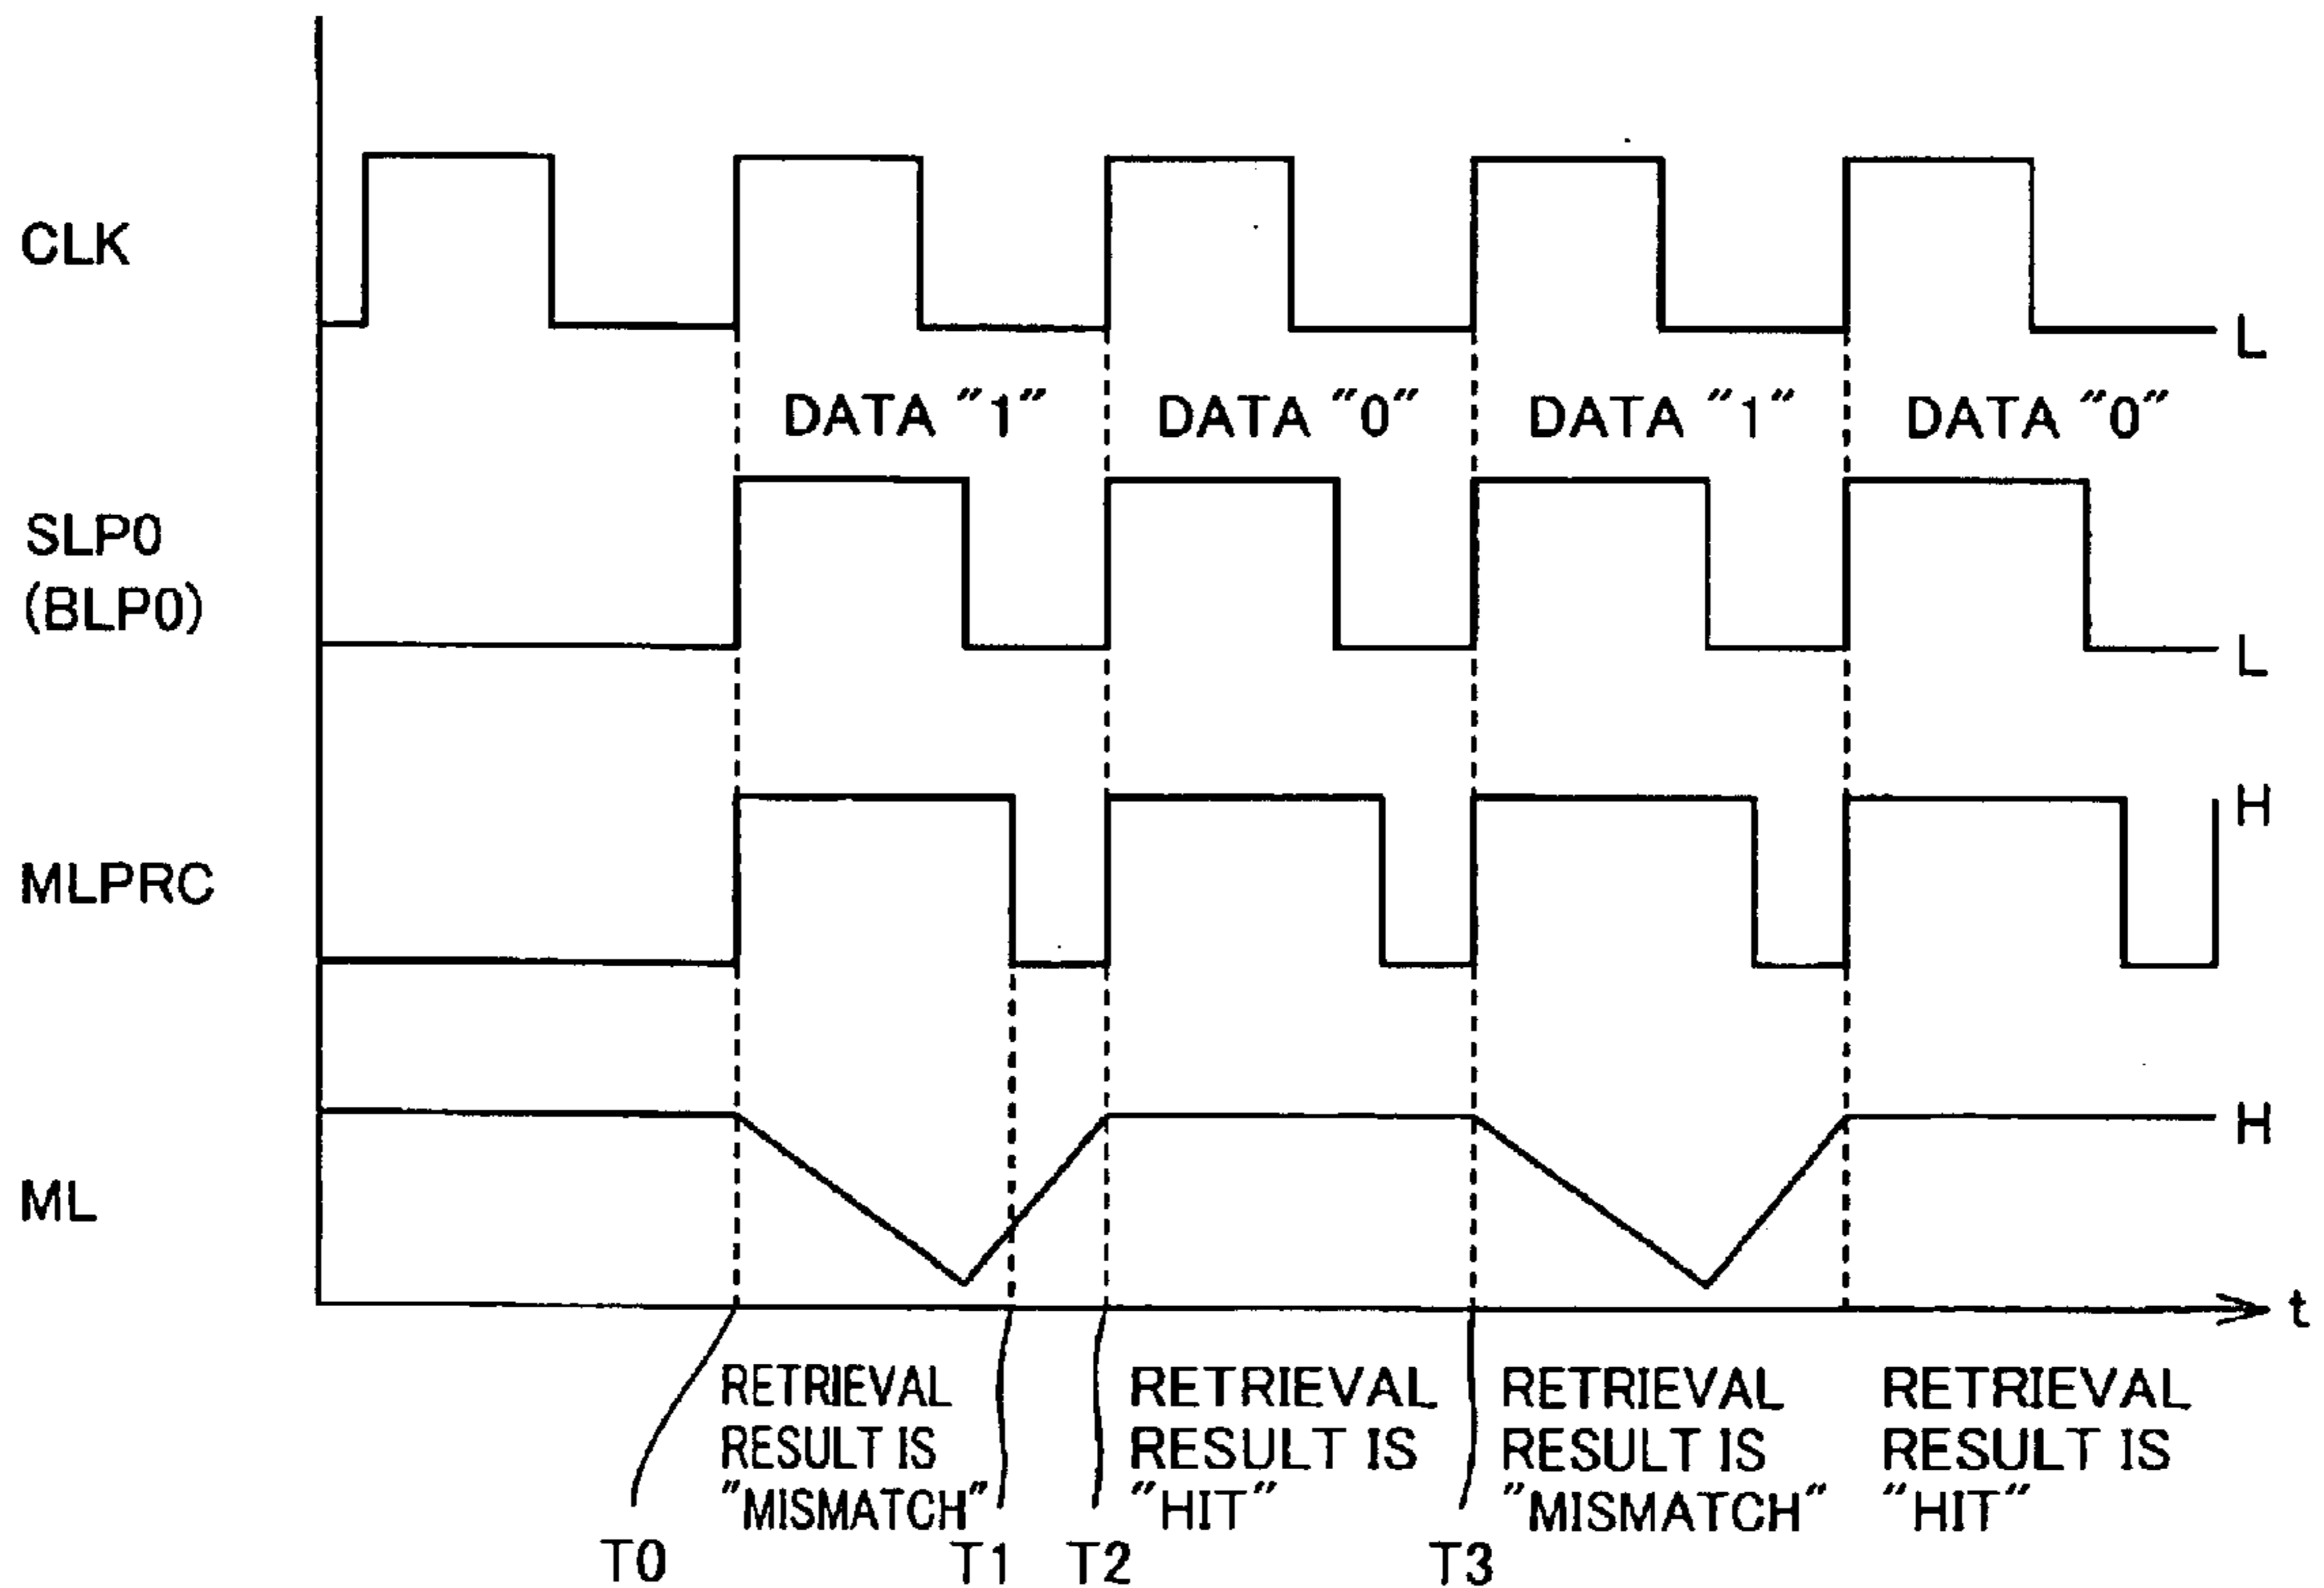 CLK
L
DATA "1"
DATA "0"
DATA "1"
DATA "0"
SLP0
(BLP0)
L
H
MLPRC
H
ML
t
RETRIEVAL
RESULT IS
"MISMATCH"
RETRIEVAL
RESULT IS
"HIT"
RETRIEVAL
RESULT IS
"MISMATCH"
RETRIEVAL
RESULT IS
"HIT"
T0
T1
T2
T3